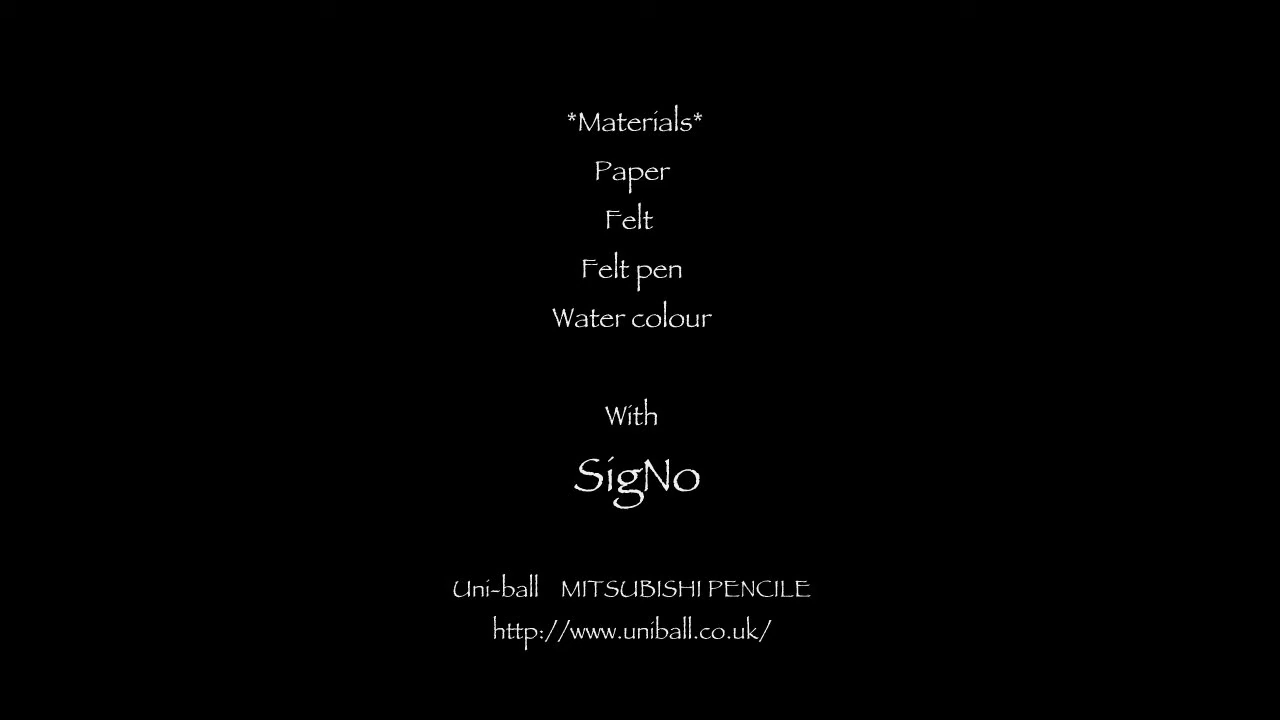 *Materials*
Paper
Felt
Felt pen
Water colour
With
SigNo
Uni-ball MITSUBISHI PENCILE
http://www.uniball.co.uk/